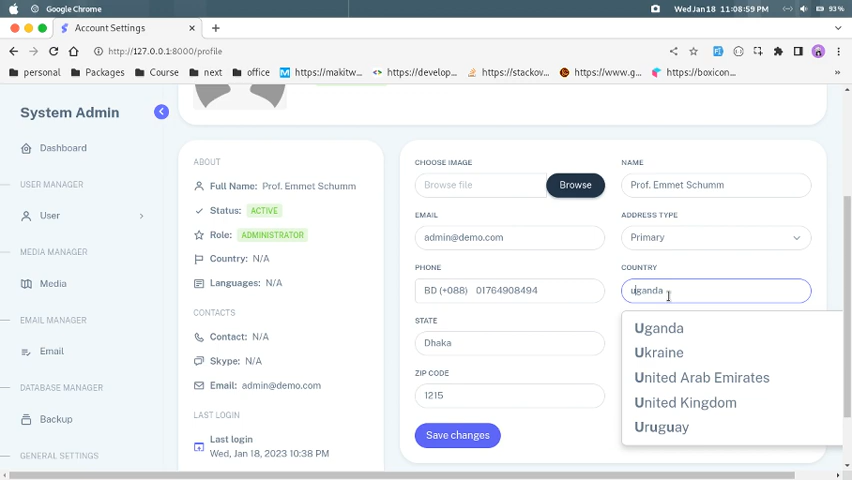 Google Chrome
Wed Jan 18 11:08:59 PM
93 %
Account Settings
http://127.0.0.1:8000/profile
personal
Packages
Course
next
office
https://makitw...
https://develop...
https://stackov...
https://www.g...
https://boxicon...
System Admin
Dashboard
USER MANAGER
User
MEDIA MANAGER
Media
EMAIL MANAGER
Email
DATABASE MANAGER
Backup
GENERAL SETTINGS
ABOUT
Full Name: Prof. Emmet Schumm
Status: ACTIVE
Role: ADMINISTRATOR
Country: N/A
Languages: N/A
CONTACTS
Contact: N/A
Skype: N/A
Email: admin@demo.com
LAST LOGIN
Last login
Wed, Jan 18, 2023 10:38 PM
CHOOSE IMAGE
Browse file
Browse
NAME
Prof. Emmet Schumm
EMAIL
admin@demo.com
ADDRESS TYPE
Primary
PHONE
BD (+088) 01764908494
COUNTRY
uganda
STATE
Dhaka
Uganda
Ukraine
United Arab Emirates
United Kingdom
Uruguay
ZIP CODE
1215
Save changes